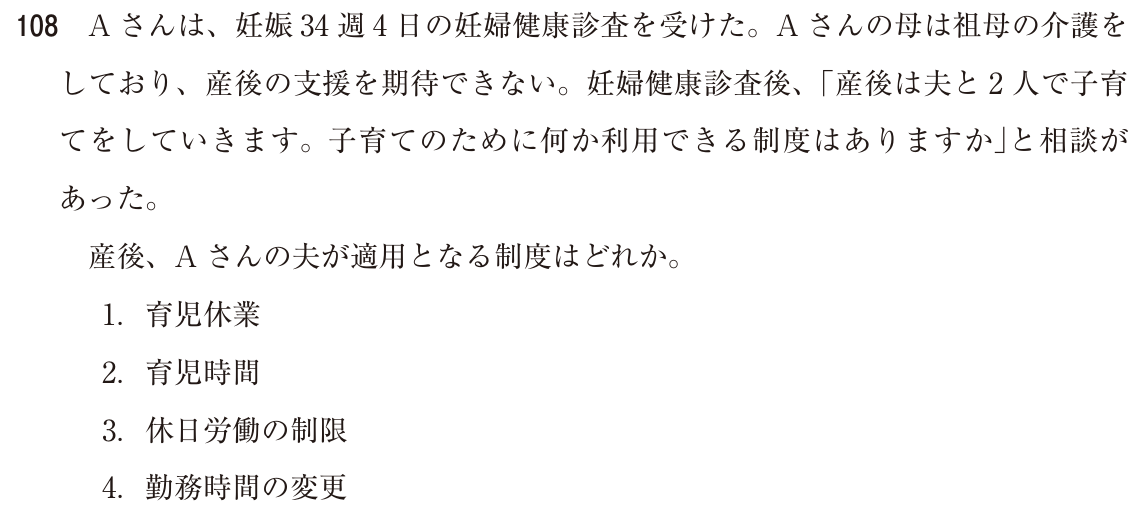 108 Aさんは、妊娠34週4日の妊婦健康診査を受けた。Aさんの母は祖母の介護を
しており、産後の支援を期待できない。妊婦健康診査後、「産後は夫と2人で子育
てをしていきます。子育てのために何か利用できる制度はありますか」と相談が
あった。
産後、Aさんの夫が適用となる制度はどれか。
1. 育児休業
2. 育児時間
3. 休日労働の制限
4. 勤務時間の変更